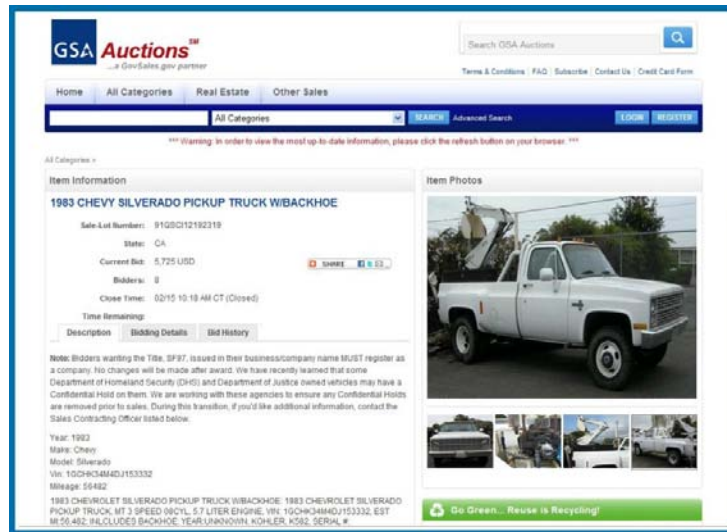 GSA Auctions SM
...a GovSales.gov partner
Search GSA Auctions
Terms & Conditions | FAQ | Subscribe | Contact Us | Credit Card Form
Home All Categories Real Estate Other Sales
All Categories SEARCH Advanced Search LOGIN REGISTER
*** Warning: In order to view the most up-to-date information, please click the refresh button on your browser. ***
All Categories »
Item Information
1983 CHEVY SILVERADO PICKUP TRUCK W/BACKHOE
Sale-Lot Number: 91QSCI12192319
State: CA
Current Bid: 5,725 USD
SHARE
Bidders: 8
Close Time: 02/15 10:18 AM CT (Closed)
Time Remaining:
Description Bidding Details Bid History
Note: Bidders wanting the Title, SF97, issued in their business/company name MUST register as
a company. No changes will be made after award. We have recently learned that some
Department of Homeland Security (DHS) and Department of Justice owned vehicles may have a
Confidential Hold on them. We are working with these agencies to ensure any Confidential Holds
are removed prior to sales. During this transition, if you'd like additional information, contact the
Sales Contracting Officer listed below.
Year: 1983
Make: Chevy
Model: Silverado
Vin: 1GCHK34M4DJ153332
Mileage: 56482
1983 CHEVROLET SILVERADO PICKUP TRUCK W/BACKHOE: 1983 CHEVROLET SILVERADO
PICKUP TRUCK, MT 3 SPEED 08CYL, 5.7 LITER ENGINE, VIN: 1GCHK34M4DJ153332, EST
MI:56,482; INLCLUDES BACKHOE; YEAR:UNKNOWN, KOHLER, K582, SERIAL #:
Item Photos
Go Green... Reuse is Recycling!